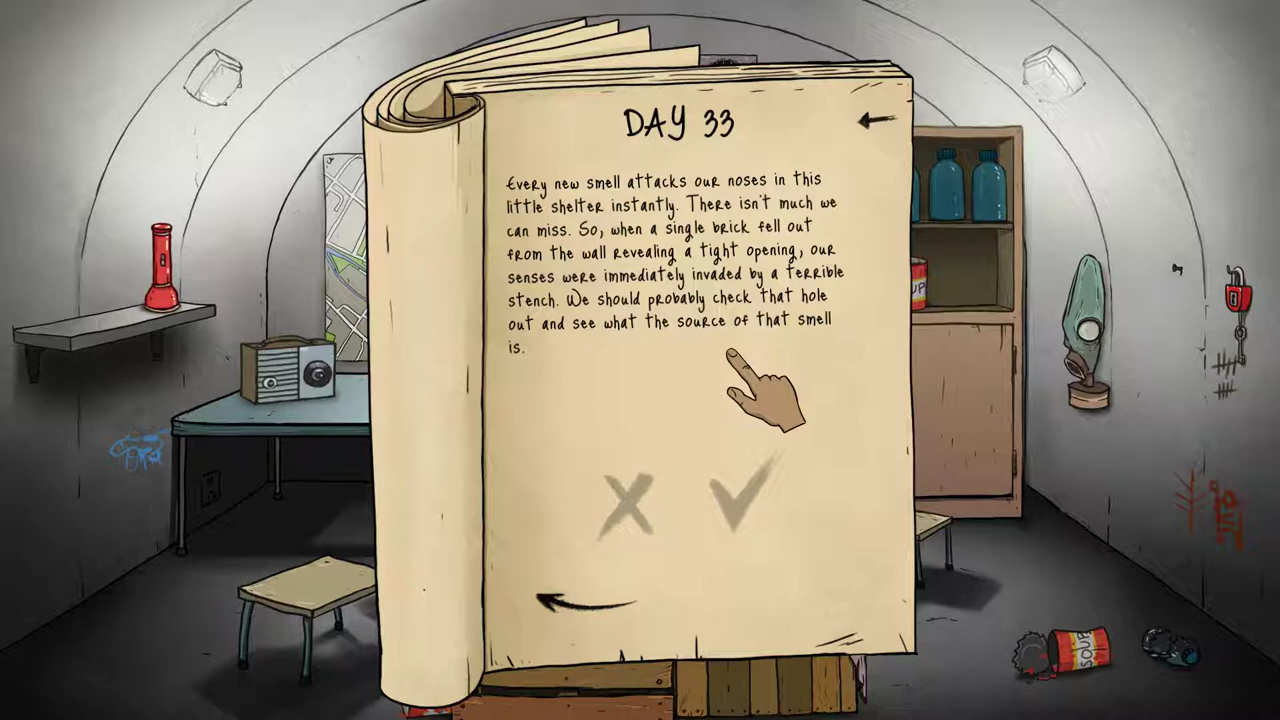 DAY 33
Every new smell attacks our noses in this
little shelter instantly. There isn't much we
can miss. So, when a single brick fell out
from the wall revealing a tight opening, our
senses were immediately invaded by a terrible
stench. We should probably check that hole
out and see what the source of that smell
is.
UP
SOUP